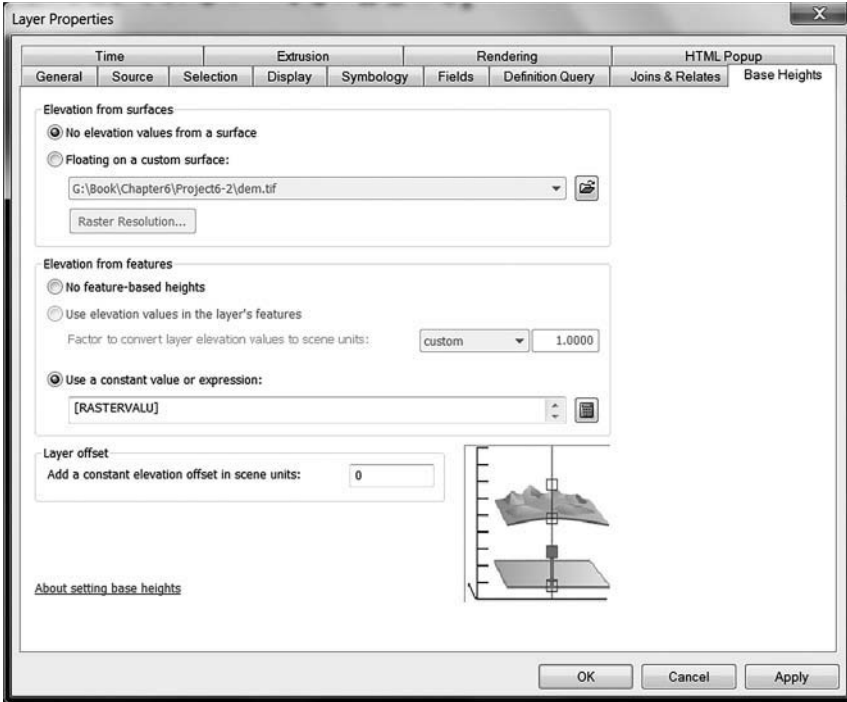 Layer Properties
Time Extrusion Rendering HTML Popup
General Source Selection Display Symbology Fields Definition Query Joins & Relates Base Heights
Elevation from surfaces
No elevation values from a surface
Floating on a custom surface:
G:\Book\Chapter6\Project6-2\dem.tif
Raster Resolution...
Elevation from features
No feature-based heights
Use elevation values in the layer's features
Factor to convert layer elevation values to scene units: custom 1.0000
Use a constant value or expression:
[RASTERVALU]
Layer offset
Add a constant elevation offset in scene units: 0
About setting base heights
OK Cancel Apply